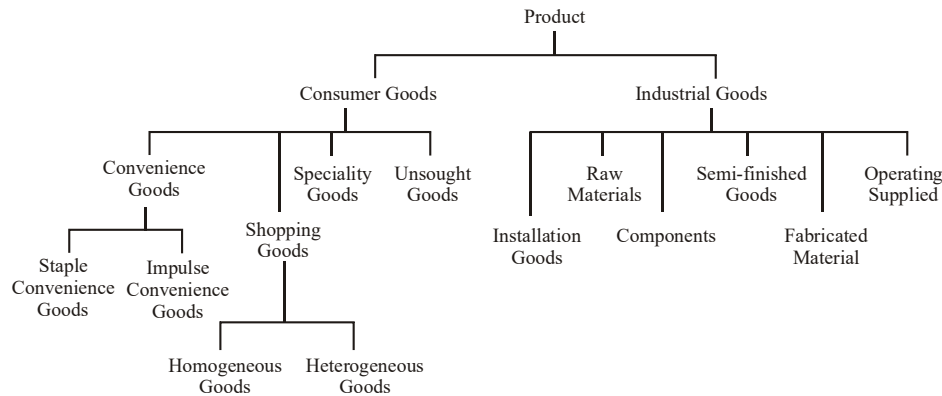 Product
Consumer Goods
Industrial Goods
Convenience
Goods
Speciality
Goods
Unsought
Goods
Raw
Materials
Semi-finished
Goods
Operating
Supplied
Shopping
Goods
Installation
Goods
Components
Fabricated
Material
Staple
Convenience
Goods
Impulse
Convenience
Goods
Homogeneous
Goods
Heterogeneous
Goods